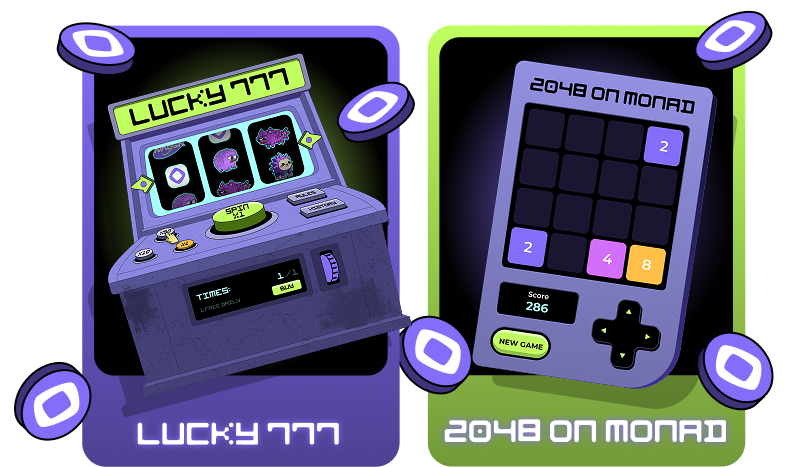 LUCKY 777
SPIN
X1
RULES
HISTORY
TIMES:
1/1
1 FREE DAILY
BUY
LUCKY 777
2048 ON MONAD
2
2
4
8
Score
286
NEW GAME
2048 ON MONAD